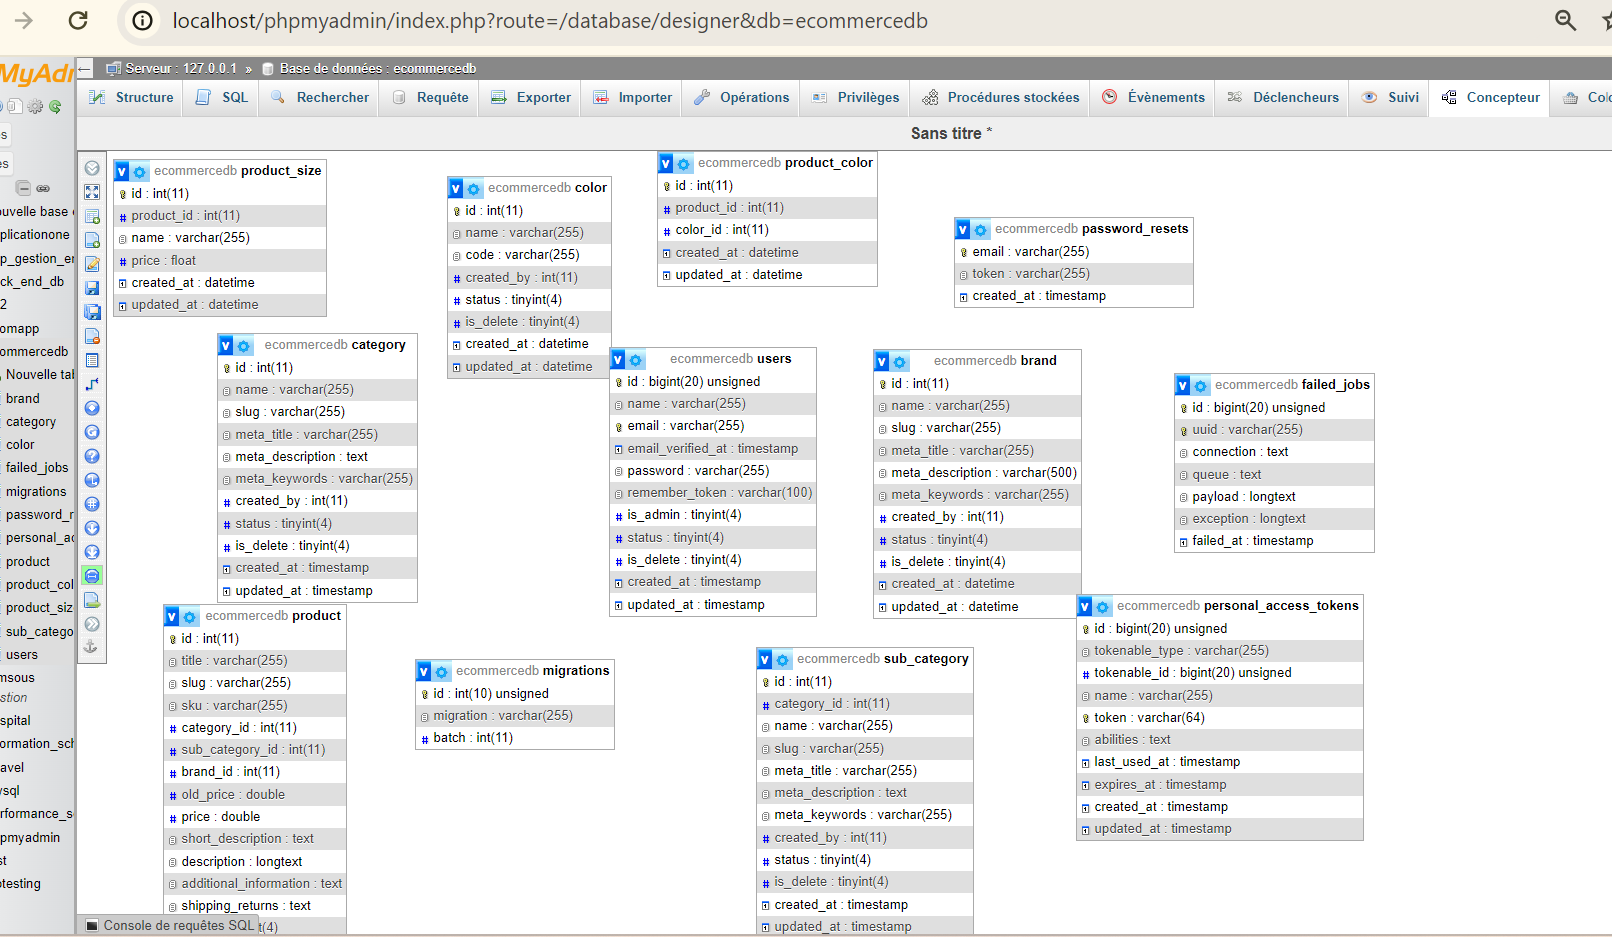 localhost/phpmyadmin/index.php?route=/database/designer&db=ecommercedb
MyAdr
Serveur : 127.0.0.1 » Base de données : ecommercedb
Structure SQL Rechercher Requête Exporter Importer Opérations Privilèges Procédures stockées Évènements Déclencheurs Suivi Concepteur Colo
Sans titre *
es
uvelle base
plicationone
p_gestion_er
ck_end_db
2
omapp
ommercedb
Nouvelle tab
brand
category
color
failed_jobs
migrations
password_r
personal_ac
product
product_col
product_siz
sub_catego
users
msous
stion
spital
ormation_sch
avel
ysql
rformance_s
pmyadmin
st
otesting
ecommercedb product_size
id : int(11)
product_id : int(11)
name : varchar(255)
price : float
created_at : datetime
updated_at : datetime
ecommercedb color
id : int(11)
name : varchar(255)
code : varchar(255)
created_by : int(11)
status : tinyint(4)
is_delete : tinyint(4)
created_at : datetime
updated_at : datetime
ecommercedb product_color
id : int(11)
product_id : int(11)
color_id : int(11)
created_at : datetime
updated_at : datetime
ecommercedb password_resets
email : varchar(255)
token : varchar(255)
created_at : timestamp
ecommercedb category
id : int(11)
name : varchar(255)
slug : varchar(255)
meta_title : varchar(255)
meta_description : text
meta_keywords : varchar(255)
created_by : int(11)
status : tinyint(4)
is_delete : tinyint(4)
created_at : timestamp
updated_at : timestamp
ecommercedb users
id : bigint(20) unsigned
name : varchar(255)
email : varchar(255)
email_verified_at : timestamp
password : varchar(255)
remember_token : varchar(100)
is_admin : tinyint(4)
status : tinyint(4)
is_delete : tinyint(4)
created_at : timestamp
updated_at : timestamp
ecommercedb brand
id : int(11)
name : varchar(255)
slug : varchar(255)
meta_title : varchar(255)
meta_description : varchar(500)
meta_keywords : varchar(255)
created_by : int(11)
status : tinyint(4)
is_delete : tinyint(4)
created_at : datetime
updated_at : datetime
ecommercedb failed_jobs
id : bigint(20) unsigned
uuid : varchar(255)
connection : text
queue : text
payload : longtext
exception : longtext
failed_at : timestamp
ecommercedb product
id : int(11)
title : varchar(255)
slug : varchar(255)
sku : varchar(255)
category_id : int(11)
sub_category_id : int(11)
brand_id : int(11)
old_price : double
price : double
short_description : text
description : longtext
additional_information : text
shipping_returns : text
t(4)
ecommercedb migrations
id : int(10) unsigned
migration : varchar(255)
batch : int(11)
ecommercedb sub_category
id : int(11)
category_id : int(11)
name : varchar(255)
slug : varchar(255)
meta_title : varchar(255)
meta_description : text
meta_keywords : varchar(255)
created_by : int(11)
status : tinyint(4)
is_delete : tinyint(4)
created_at : timestamp
updated_at : timestamp
ecommercedb personal_access_tokens
id : bigint(20) unsigned
tokenable_type : varchar(255)
tokenable_id : bigint(20) unsigned
name : varchar(255)
token : varchar(64)
abilities : text
last_used_at : timestamp
expires_at : timestamp
created_at : timestamp
updated_at : timestamp
Console de requêtes SQL